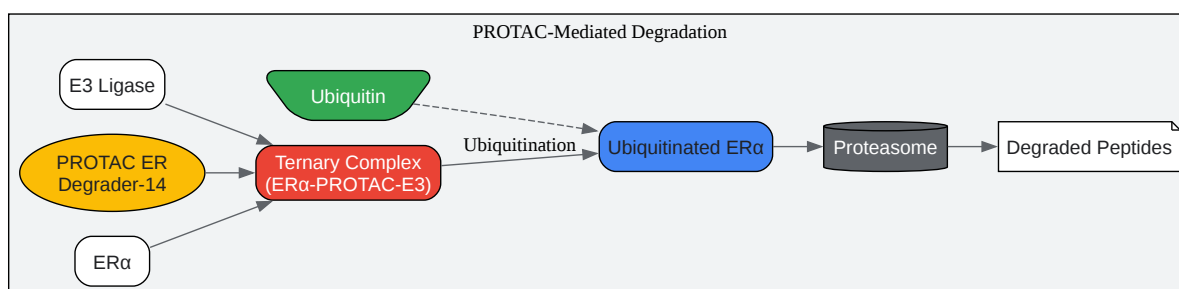 PROTAC-Mediated Degradation
E3 Ligase
Ubiquitin
PROTAC ER
Degrader-14
Ternary Complex
(ERα-PROTAC-E3)
Ubiquitination
Ubiquitinated ERα
Proteasome
Degraded Peptides
ERα